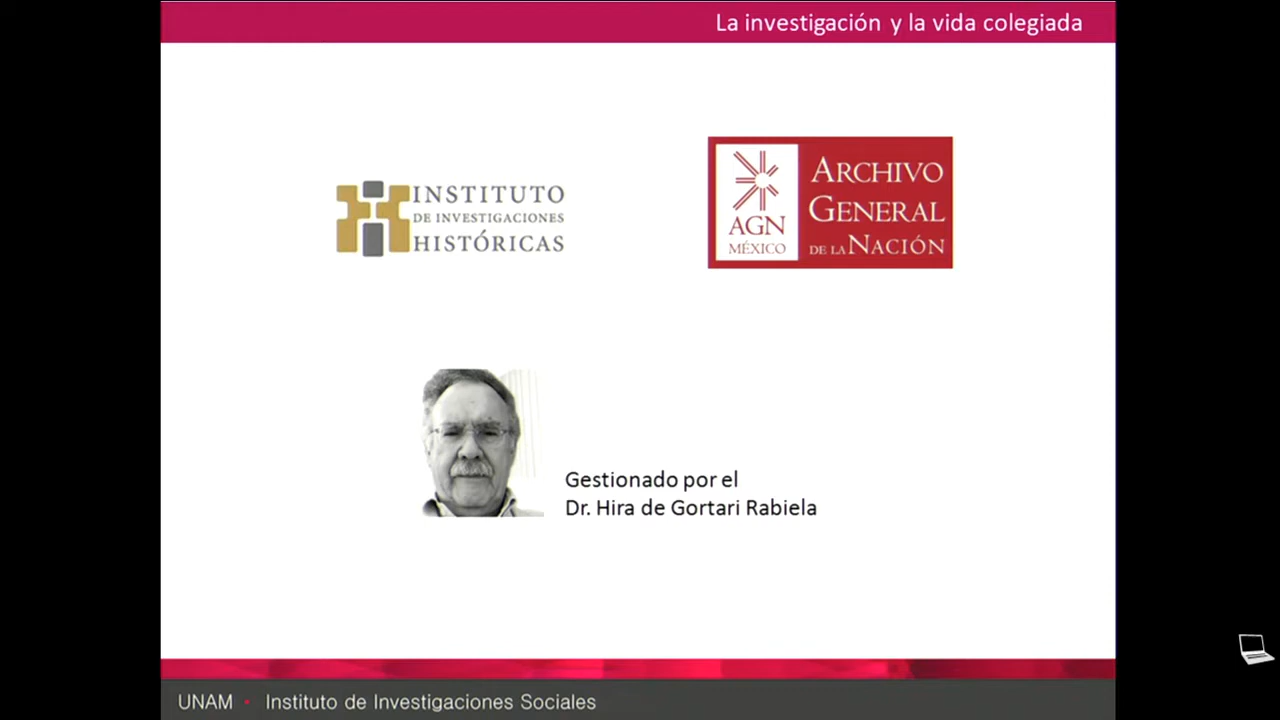 La investigación y la vida colegiada
INSTITUTO
DE INVESTIGACIONES
HISTÓRICAS
AGN
MÉXICO
ARCHIVO
GENERAL
DE LA NACIÓN
Gestionado por el
Dr. Hira de Gortari Rabiela
UNAM • Instituto de Investigaciones Sociales